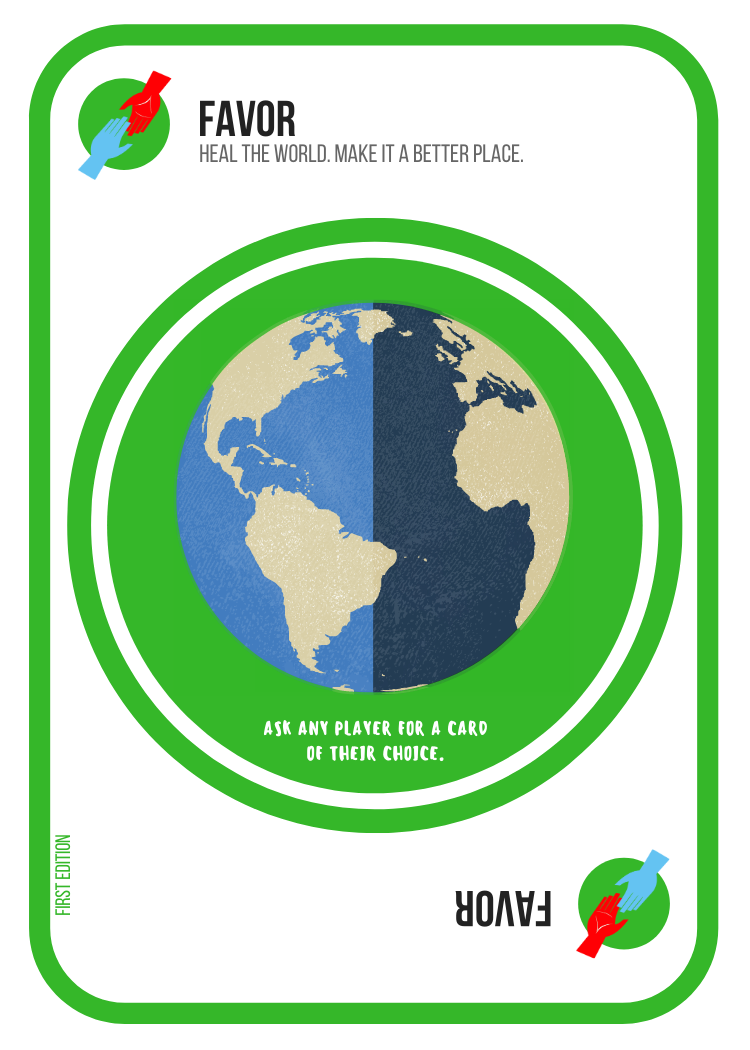 FAVOR
HEAL THE WORLD. MAKE IT A BETTER PLACE.
ASK ANY PLAYER FOR A CARD
OF THEIR CHOICE.
FIRST EDITION
FAVOR